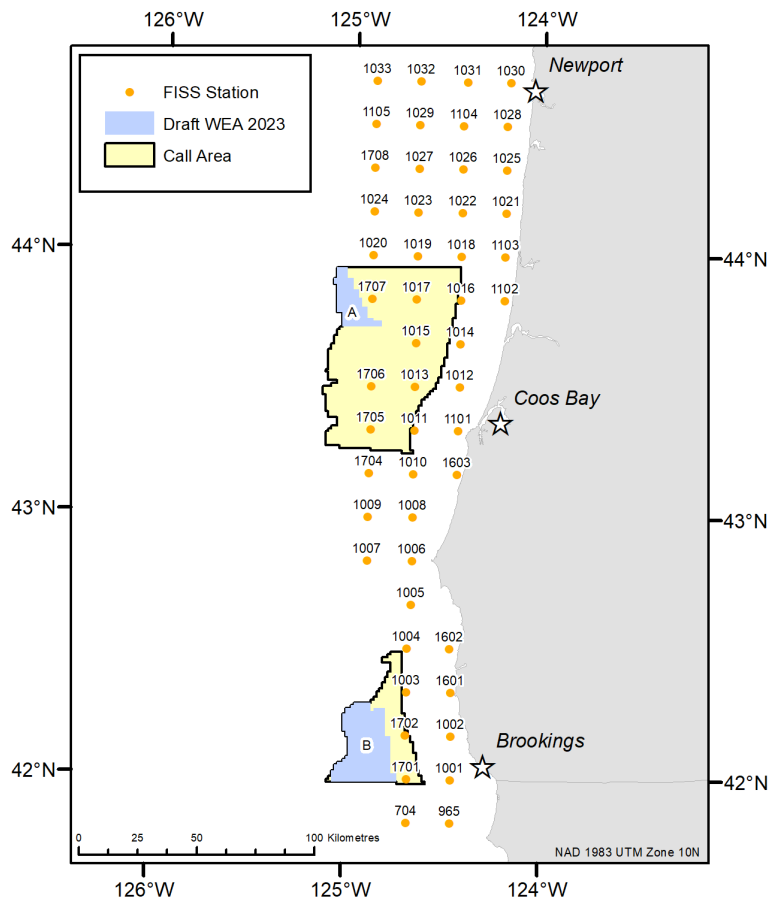 126°W 125°W 124°W
FISS Station
Draft WEA 2023
Call Area
1033 1032 1031 1030 Newport
1105 1029 1104 1028
1708 1027 1026 1025
1024 1023 1022 1021
44°N 1020 1019 1018 1103 44°N
1707 1017 1016 1102
A
1015 1014
1706 1013 1012
Coos Bay
1705 1011 1101
1704 1010 1603
43°N 1009 1008 43°N
1007 1006
1005
1004 1602
1003 1601
1702 1002 Brookings
B
42°N 1701 1001 42°N
704 965
0 25 50 100 Kilometres
NAD 1983 UTM Zone 10N
126°W 125°W 124°W